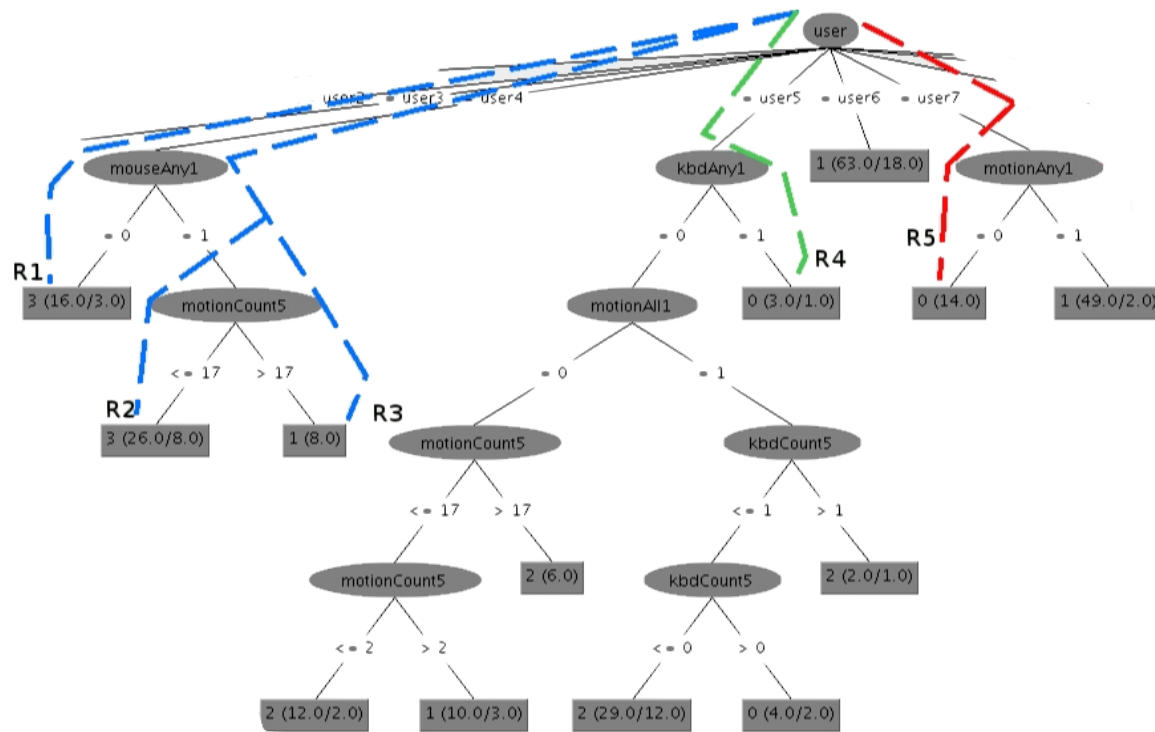 user
user2 = user3 = user4
= user5 = user6 = user7
mouseAny1
kbdAny1
1 (63.0/18.0)
motionAny1
= 0 = 1
= 0 = 1
= 0 = 1
R1
R4
R5
3 (16.0/3.0)
motionCount5
motionAll1
0 (3.0/1.0)
0 (14.0)
1 (49.0/2.0)
<= 17 > 17
= 0 = 1
R2
R3
3 (26.0/8.0)
1 (8.0)
motionCount5
kbdCount5
<= 17 > 17
<= 1 > 1
motionCount5
2 (6.0)
kbdCount5
2 (2.0/1.0)
<= 2 > 2
<= 0 > 0
2 (12.0/2.0)
1 (10.0/3.0)
2 (29.0/12.0)
0 (4.0/2.0)